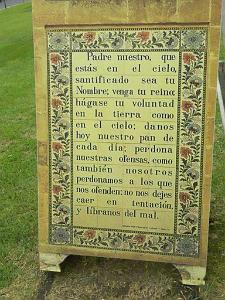 Padre nuestro, que
estás en el cielo,
santificado sea tu
Nombre; venga tu reino;
hágase tu voluntad
en la tierra como
en el cielo; danos
hoy nuestro pan de
cada día; perdona
nuestras ofensas, como
también nosotros
perdonamos a los que
nos ofenden; no nos dejes
caer en tentación,
y líbranos del mal.